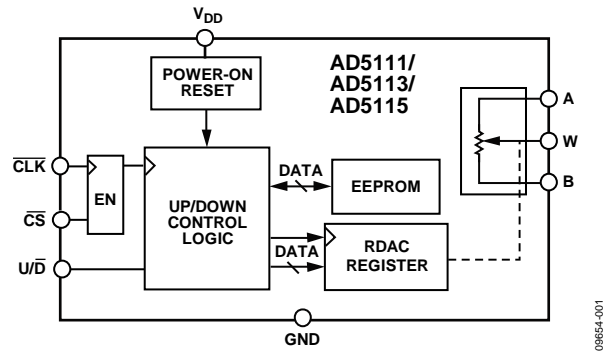 VDD
POWER-ON
RESET
AD5111/
AD5113/
AD5115
A
W
B
CLK
CS
U/D
EN
UP/DOWN
CONTROL
LOGIC
DATA
EEPROM
DATA
RDAC
REGISTER
GND
09654-001